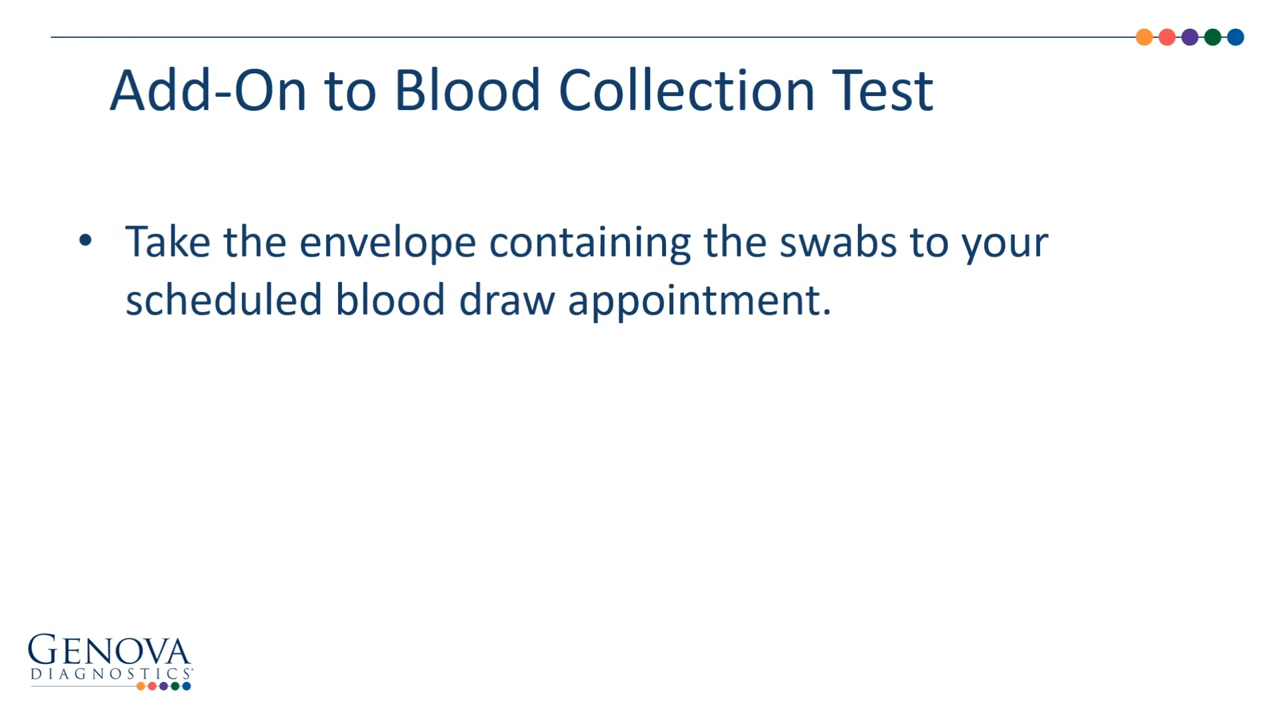 Add-On to Blood Collection Test
• Take the envelope containing the swabs to your
scheduled blood draw appointment.
GENOVA
DIAGNOSTICS